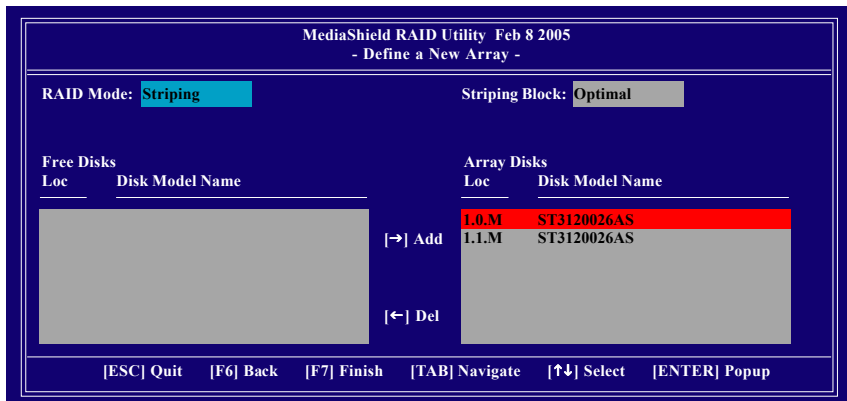 MediaShield RAID Utility Feb 8 2005
- Define a New Array -
RAID Mode: Striping
Striping Block: Optimal
Free Disks
Loc Disk Model Name
Array Disks
Loc Disk Model Name
1.0.M ST3120026AS
1.1.M ST3120026AS
[→] Add
[←] Del
[ESC] Quit [F6] Back [F7] Finish [TAB] Navigate [↑↓] Select [ENTER] Popup